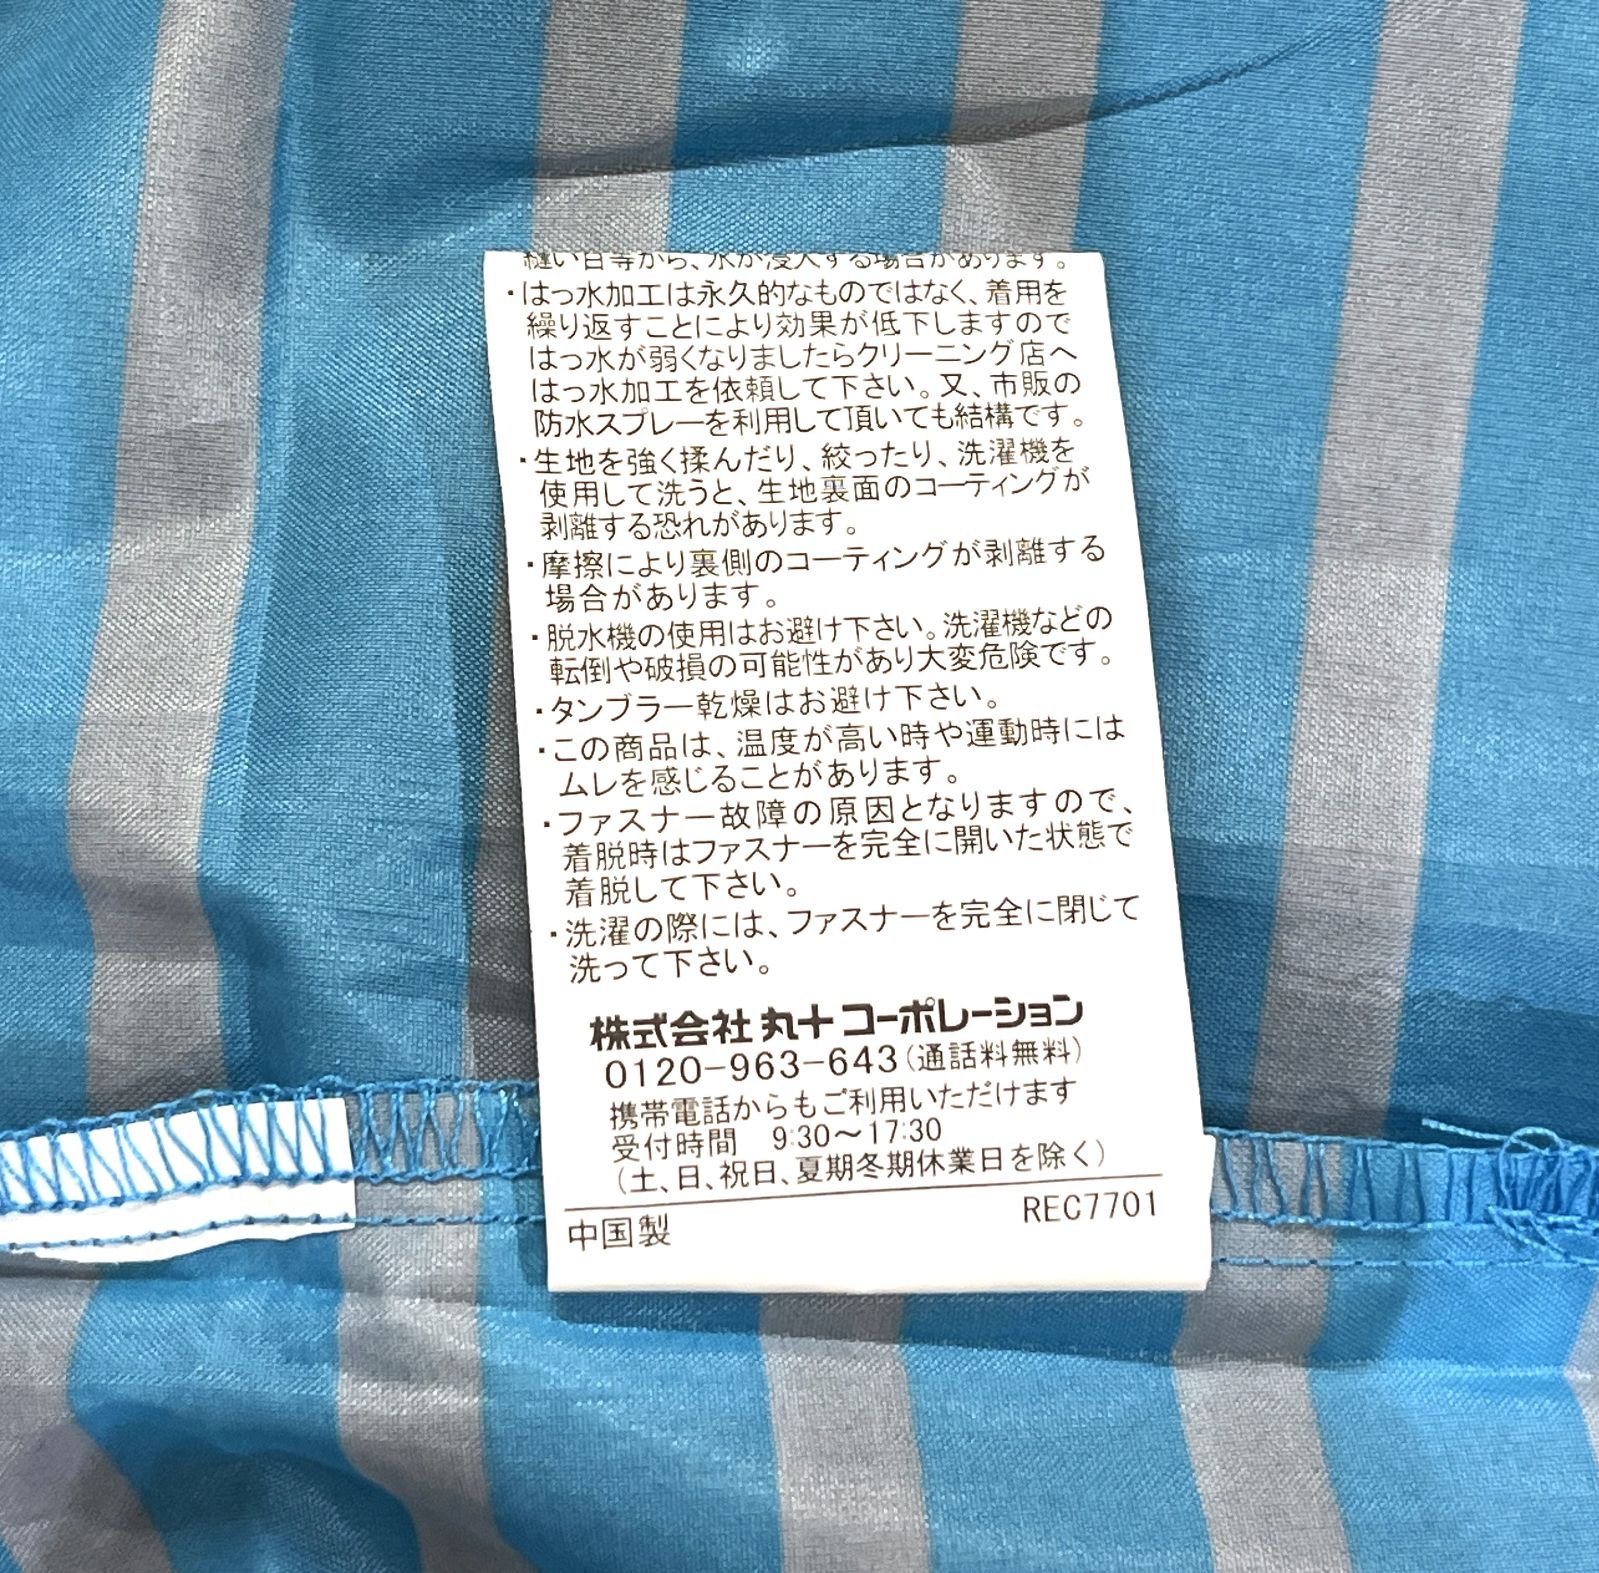 縫い目等から、水が浸入する場合があります。
・はっ水加工は永久的なものではなく、着用を
繰り返すことにより効果が低下しますので
はっ水が弱くなりましたらクリーニング店へ
はっ水加工を依頼して下さい。又、市販の
防水スプレーを利用して頂いても結構です。
・生地を強く揉んだり、絞ったり、洗濯機を
使用して洗うと、生地裏面のコーティングが
剥離する恐れがあります。
・摩擦により裏側のコーティングが剥離する
場合があります。
・脱水機の使用はお避け下さい。洗濯機などの
転倒や破損の可能性があり大変危険です。
・タンブラー乾燥はお避け下さい。
・この商品は、温度が高い時や運動時には
ムレを感じることがあります。
・ファスナー故障の原因となりますので、
着脱時はファスナーを完全に開いた状態で
着脱して下さい。
・洗濯の際には、ファスナーを完全に閉じて
洗って下さい。
株式会社 丸十コーポレーション
0120-963-643(通話料無料)
携帯電話からもご利用いただけます
受付時間 9:30～17:30
(土、日、祝日、夏期冬期休業日を除く)
中国製 REC7701